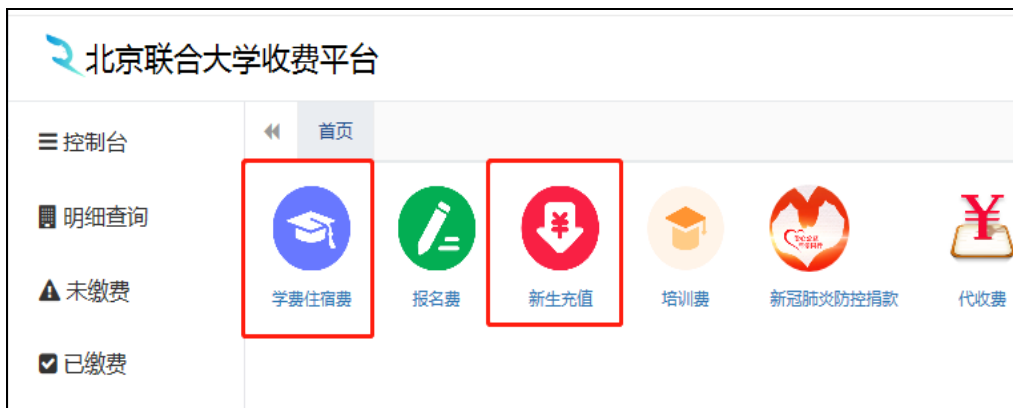 北京联合大学收费平台
控制台
首页
明细查询
未缴费
已缴费
¥
学费住宿费
报名费
新生充值
培训费
新冠肺炎防控捐款
¥
代收费